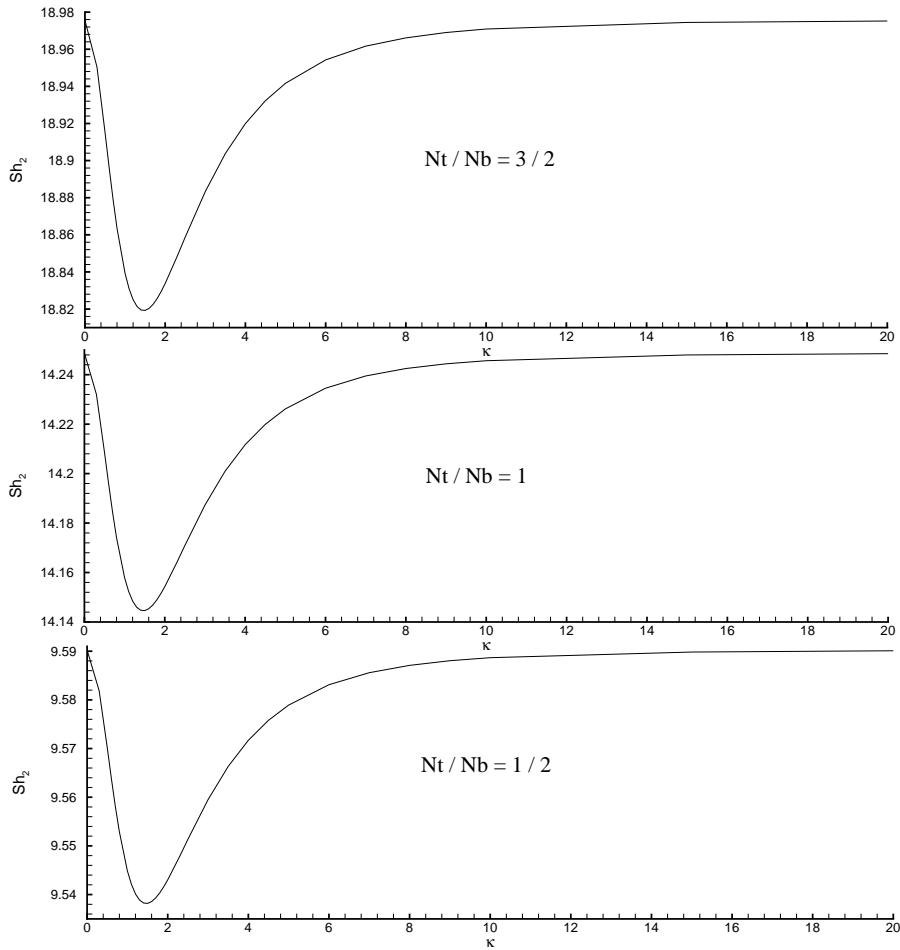 18.98
18.96
18.94
18.92
18.9
18.88
18.86
18.84
18.82
Sh₂
Nt / Nb = 3 / 2
0 2 4 6 8 10 12 14 16 18 20
κ
14.24
14.22
14.2
14.18
14.16
14.14
Sh₂
Nt / Nb = 1
0 2 4 6 8 10 12 14 16 18 20
κ
9.59
9.58
9.57
9.56
9.55
9.54
Sh₂
Nt / Nb = 1 / 2
0 2 4 6 8 10 12 14 16 18 20
κ